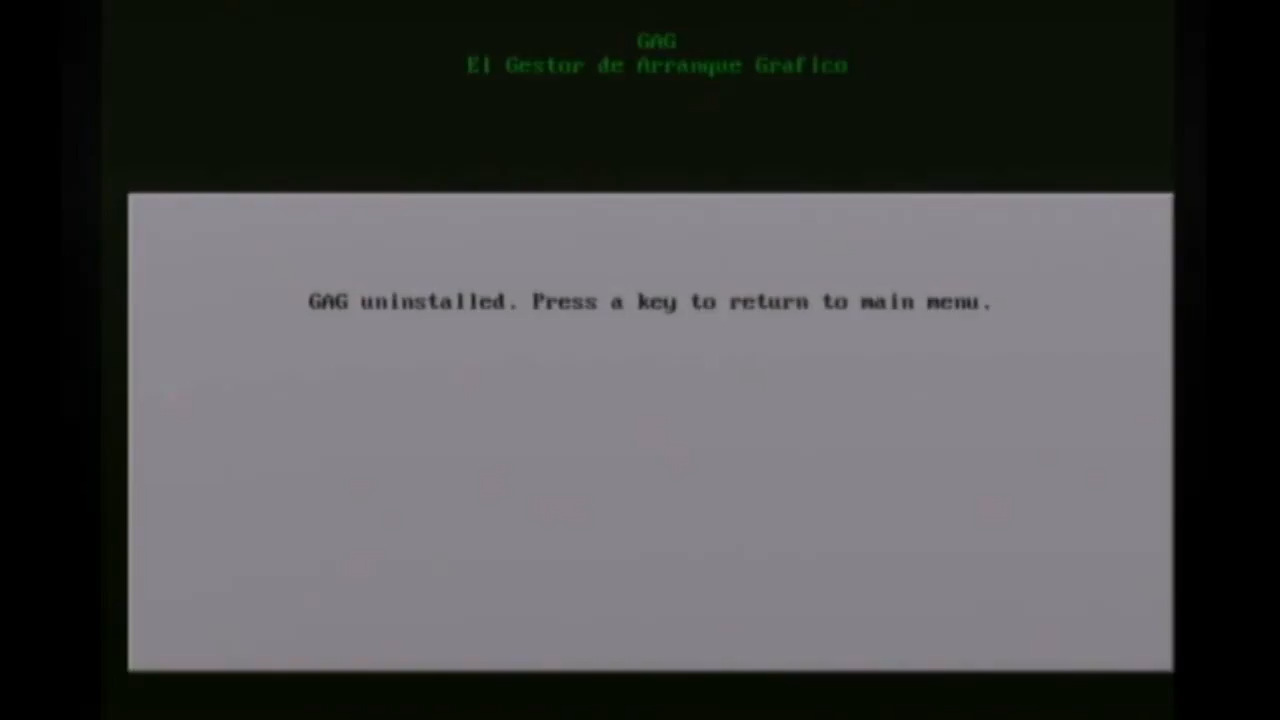 GAG
El Gestor de Arranque Grafico
GAG uninstalled. Press a key to return to main menu.